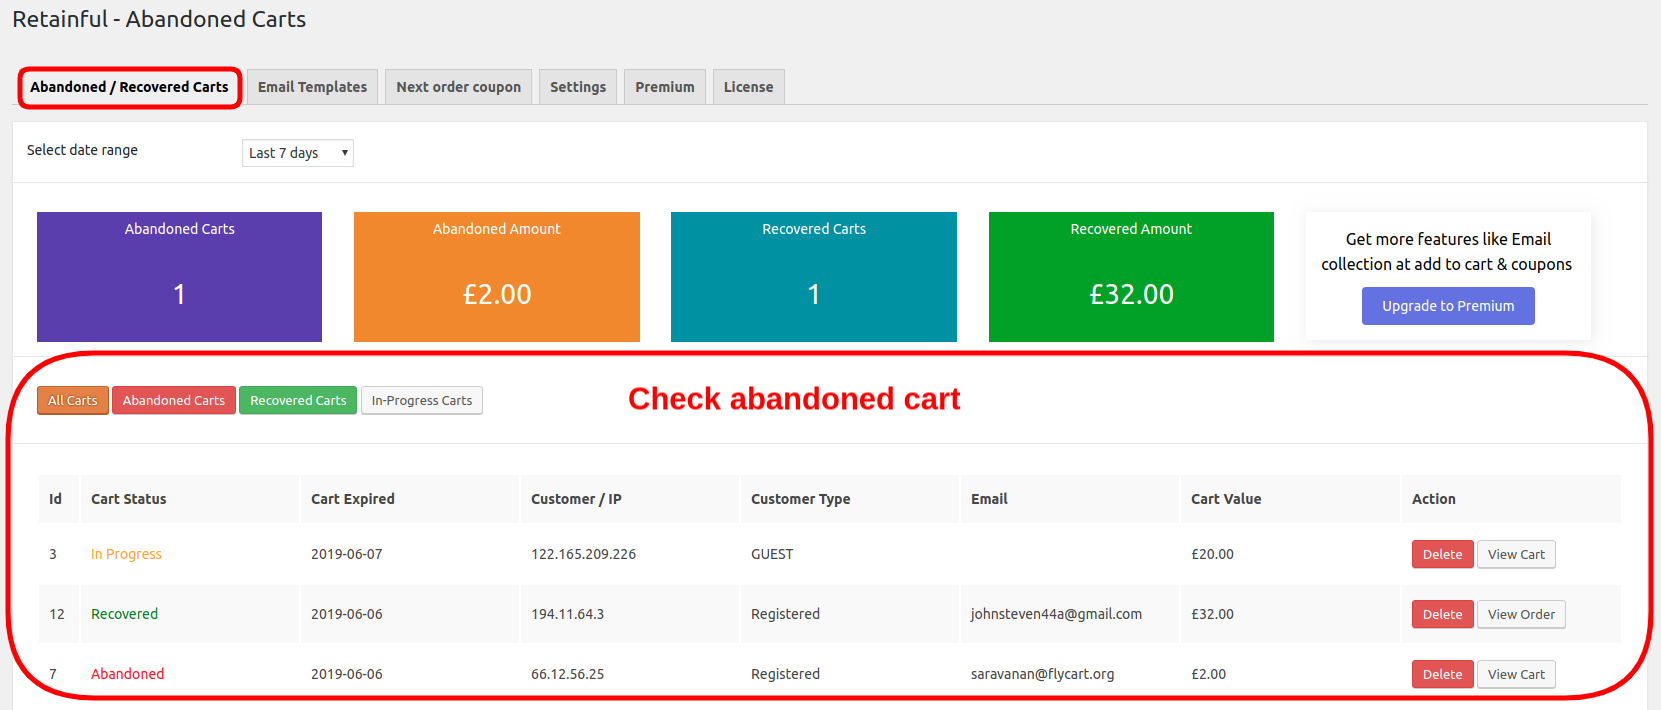 Retainful - Abandoned Carts
Abandoned / Recovered Carts Email Templates Next order coupon Settings Premium License
Select date range Last 7 days
Abandoned Carts Abandoned Amount Recovered Carts Recovered Amount
1 £2.00 1 £32.00
Get more features like Email
collection at add to cart & coupons
Upgrade to Premium
All Carts Abandoned Carts Recovered Carts In-Progress Carts
Check abandoned cart
Id Cart Status Cart Expired Customer / IP Customer Type Email Cart Value Action
3 In Progress 2019-06-07 122.165.209.226 GUEST £20.00 Delete View Cart
12 Recovered 2019-06-06 194.11.64.3 Registered johnsteven44a@gmail.com £32.00 Delete View Order
7 Abandoned 2019-06-06 66.12.56.25 Registered saravanan@flycart.org £2.00 Delete View Cart